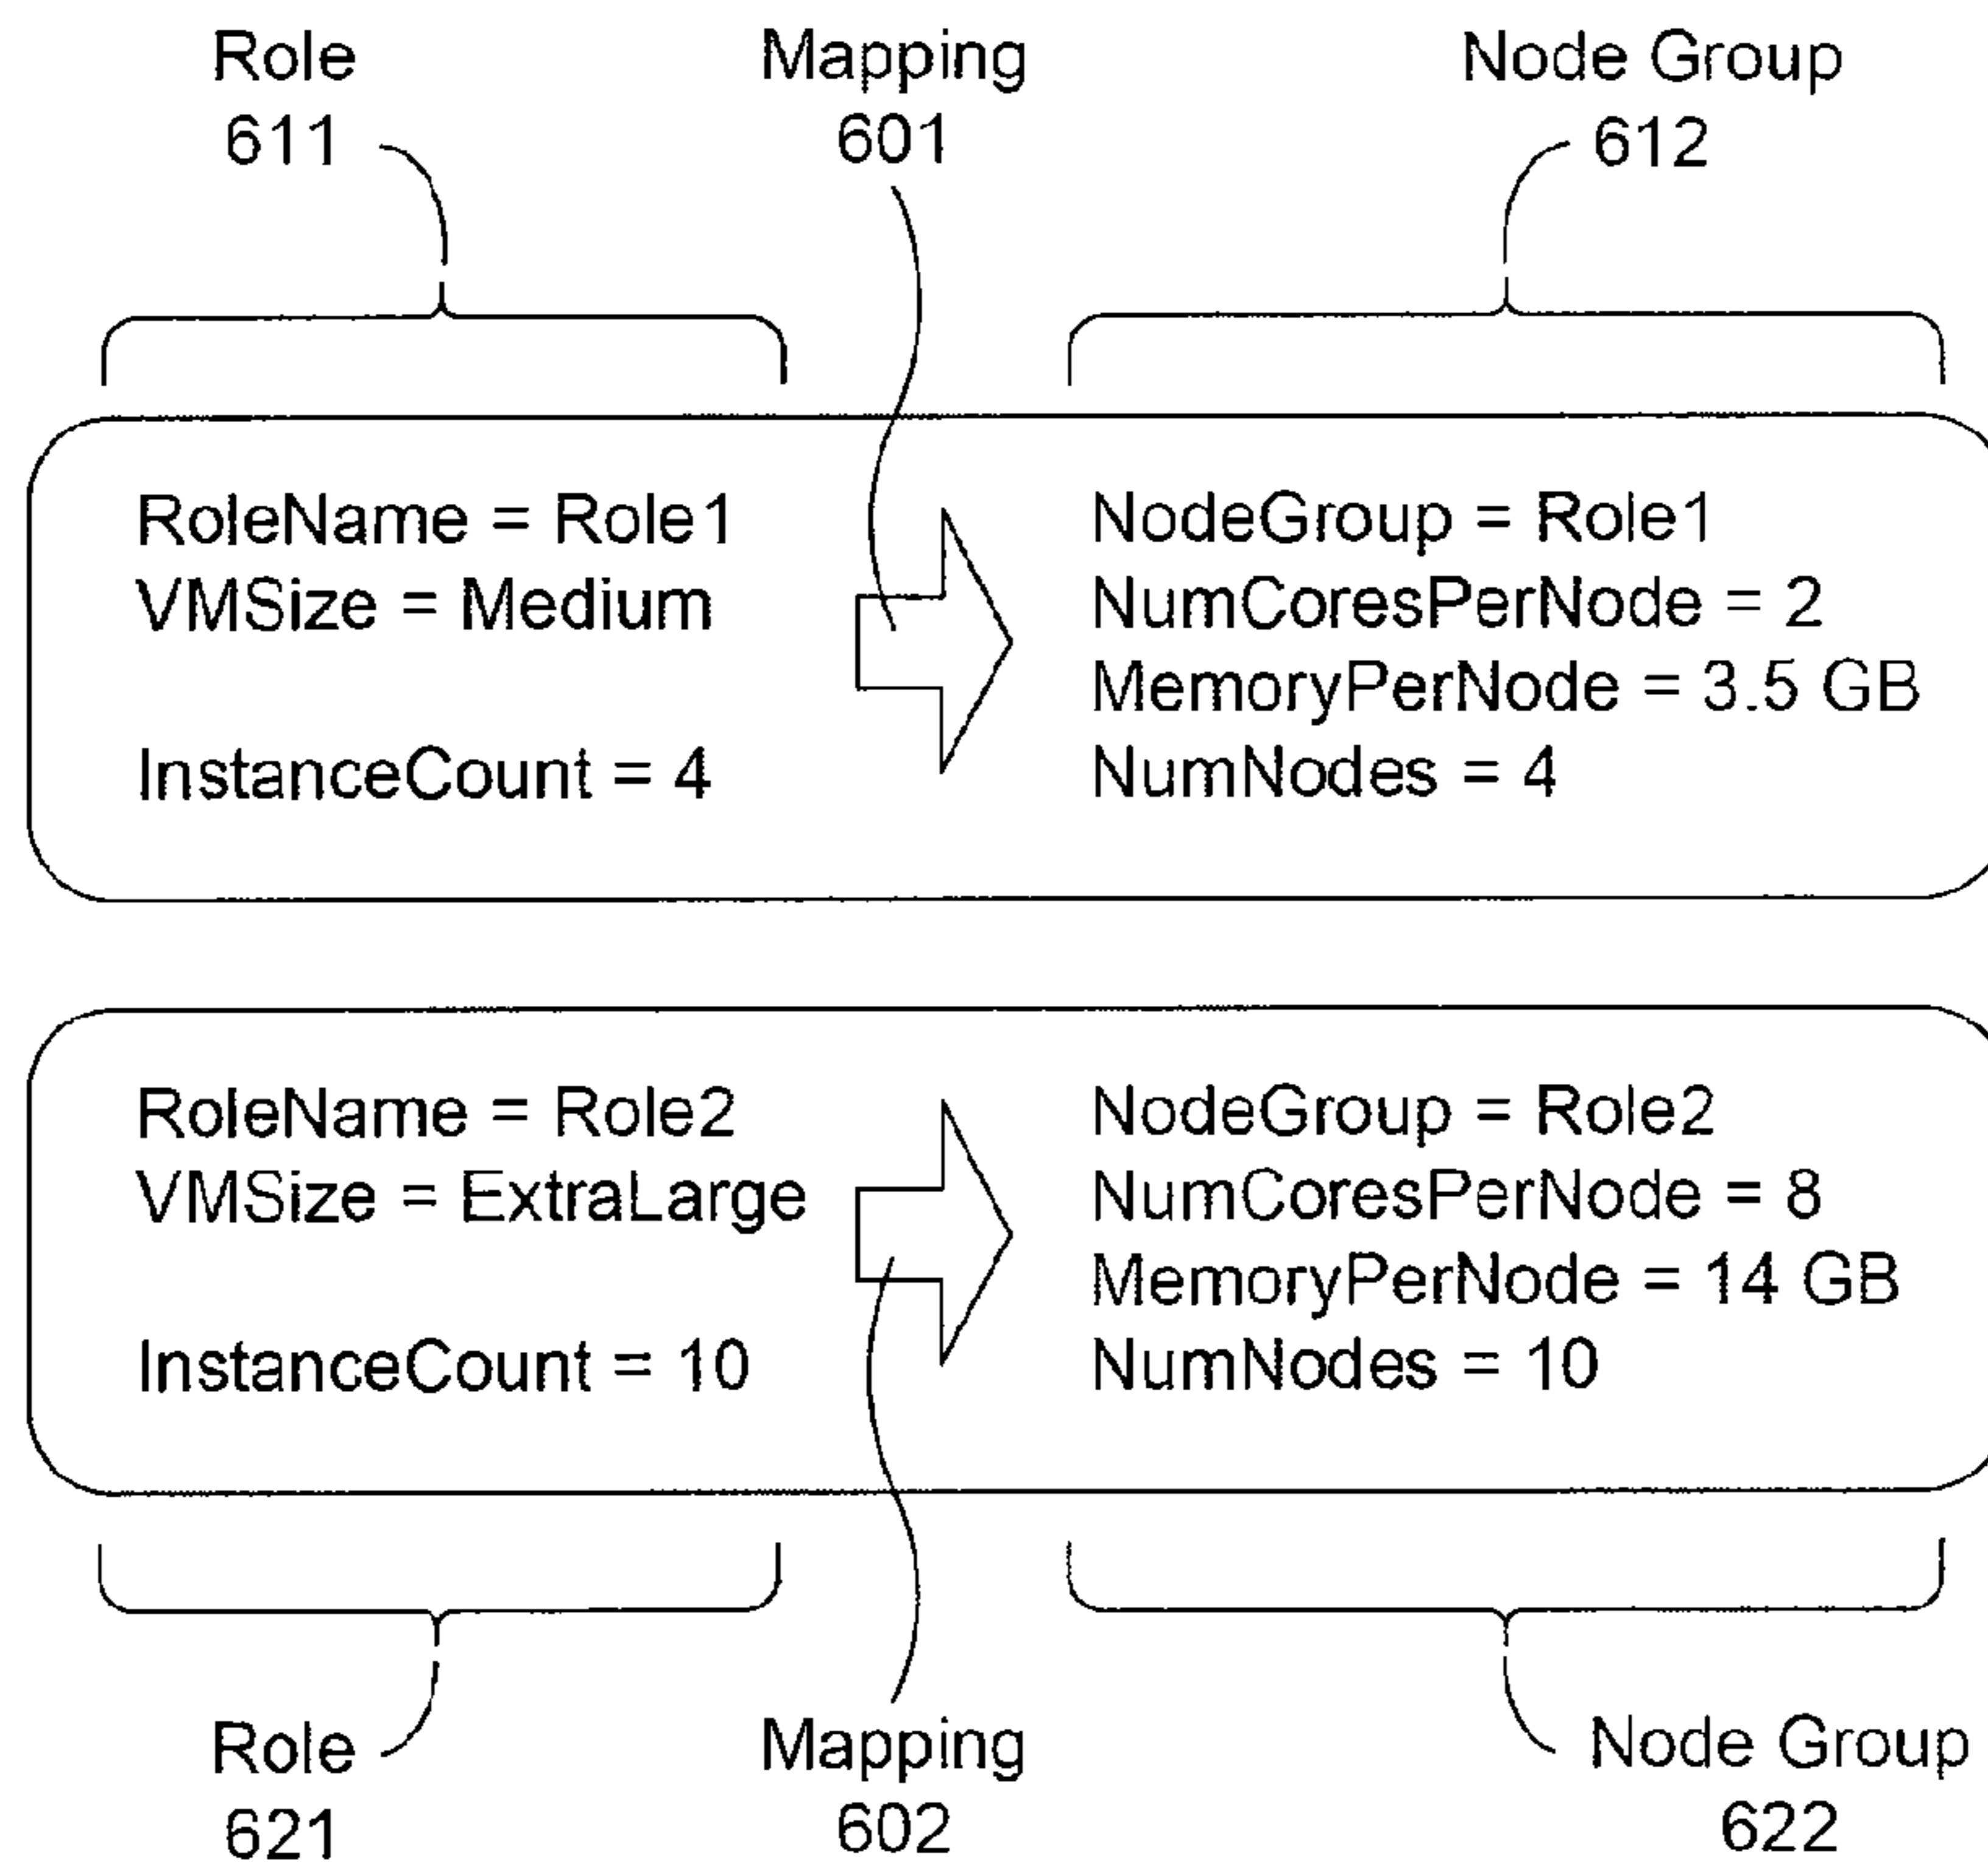 Role
611
Mapping
601
Node Group
612
RoleName = Role1
VMSize = Medium
InstanceCount = 4
NodeGroup = Role1
NumCoresPerNode = 2
MemoryPerNode = 3.5 GB
NumNodes = 4
RoleName = Role2
VMSize = ExtraLarge
InstanceCount = 10
NodeGroup = Role2
NumCoresPerNode = 8
MemoryPerNode = 14 GB
NumNodes = 10
Role
621
Mapping
602
Node Group
622